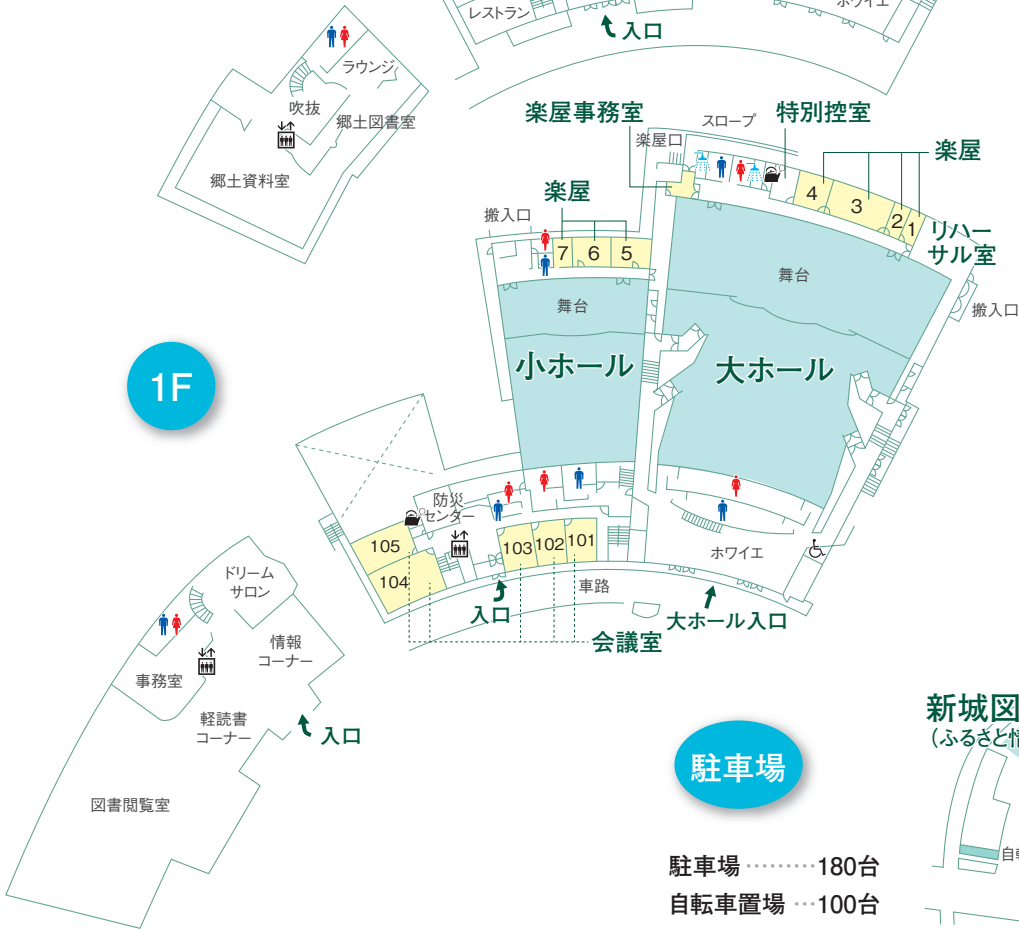 レストラン
ホワイエ
入口
ラウンジ
吹抜
郷土図書室
郷土資料室
楽屋事務室
スロープ
特別控室
楽屋口
楽屋
4
3
2
1
リハー
サル室
搬入口
楽屋
搬入口
7
6
5
舞台
舞台
小ホール
大ホール
1F
防災
センター
105
104
103
102
101
ホワイエ
入口
車路
大ホール入口
会議室
ドリーム
サロン
情報
コーナー
事務室
軽読書
コーナー
入口
図書閲覧室
駐車場
駐車場………180台
自転車置場…100台
新城図
(ふるさと情
自転